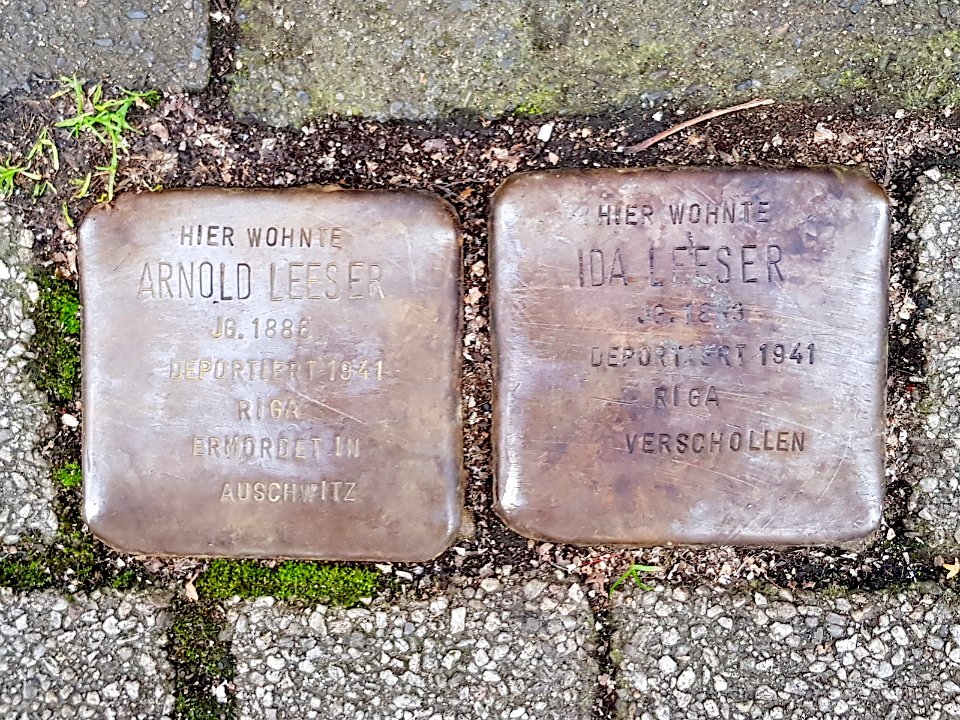 HIER WOHNTE
ARNOLD LEESER
JG. 1886
DEPORTIERT 1941
RIGA
ERMORDET IN
AUSCHWITZ
HIER WOHNTE
IDA LEESER
JG.
DEPORTIERT 1941
RIGA
VERSCHOLLEN